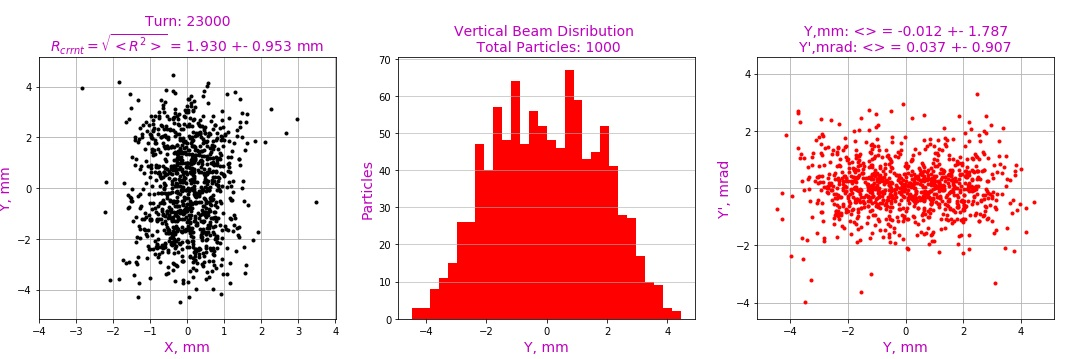 Turn: 23000
R_crrnt = √<R²> = 1.930 +- 0.953 mm
4
2
0
−2
−4
Y, mm
−4 −3 −2 −1 0 1 2 3 4
X, mm
Vertical Beam Disribution
Total Particles: 1000
70
60
50
40
30
20
10
0
Particles
−4 −2 0 2 4
Y, mm
Y,mm: <> = -0.012 +- 1.787
Y',mrad: <> = 0.037 +- 0.907
4
2
0
−2
−4
Y', mrad
−4 −2 0 2 4
Y, mm